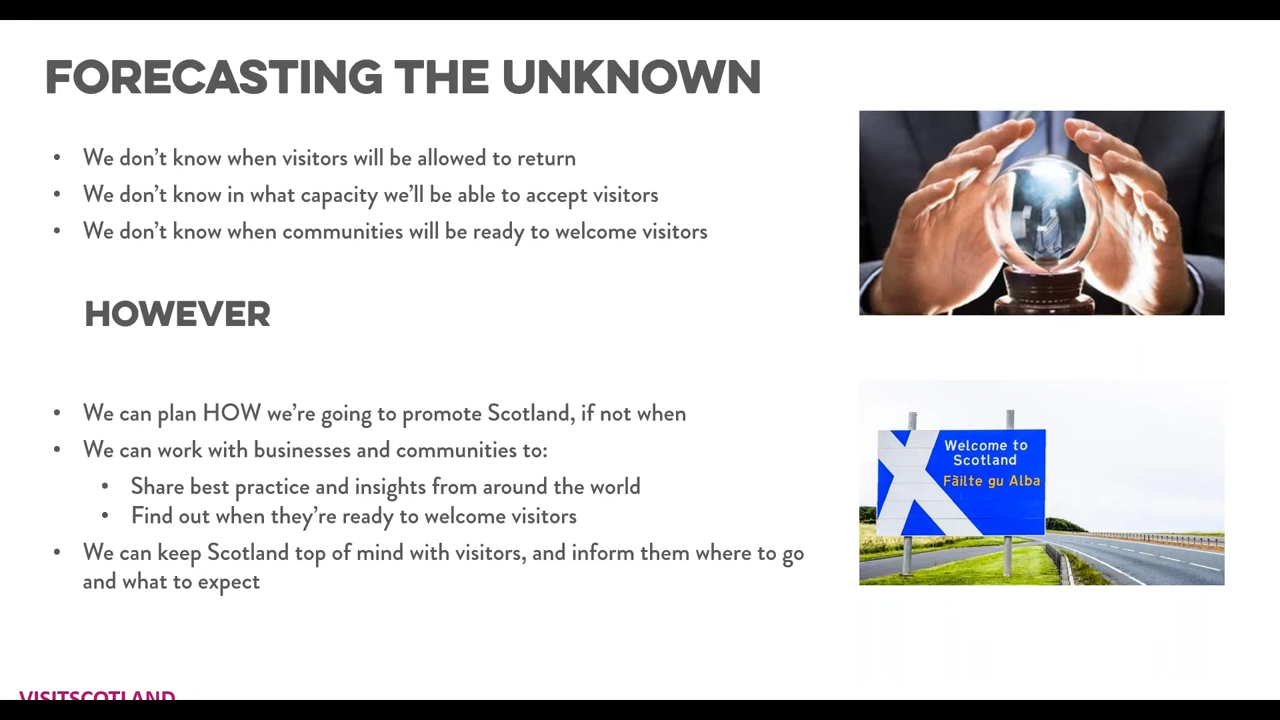 FORECASTING THE UNKNOWN
• We don't know when visitors will be allowed to return
• We don't know in what capacity we'll be able to accept visitors
• We don't know when communities will be ready to welcome visitors
HOWEVER
• We can plan HOW we're going to promote Scotland, if not when
• We can work with businesses and communities to:
• Share best practice and insights from around the world
• Find out when they're ready to welcome visitors
• We can keep Scotland top of mind with visitors, and inform them where to go
and what to expect
Welcome to
Scotland
Fàilte gu Alba
VISITSCOTLAND